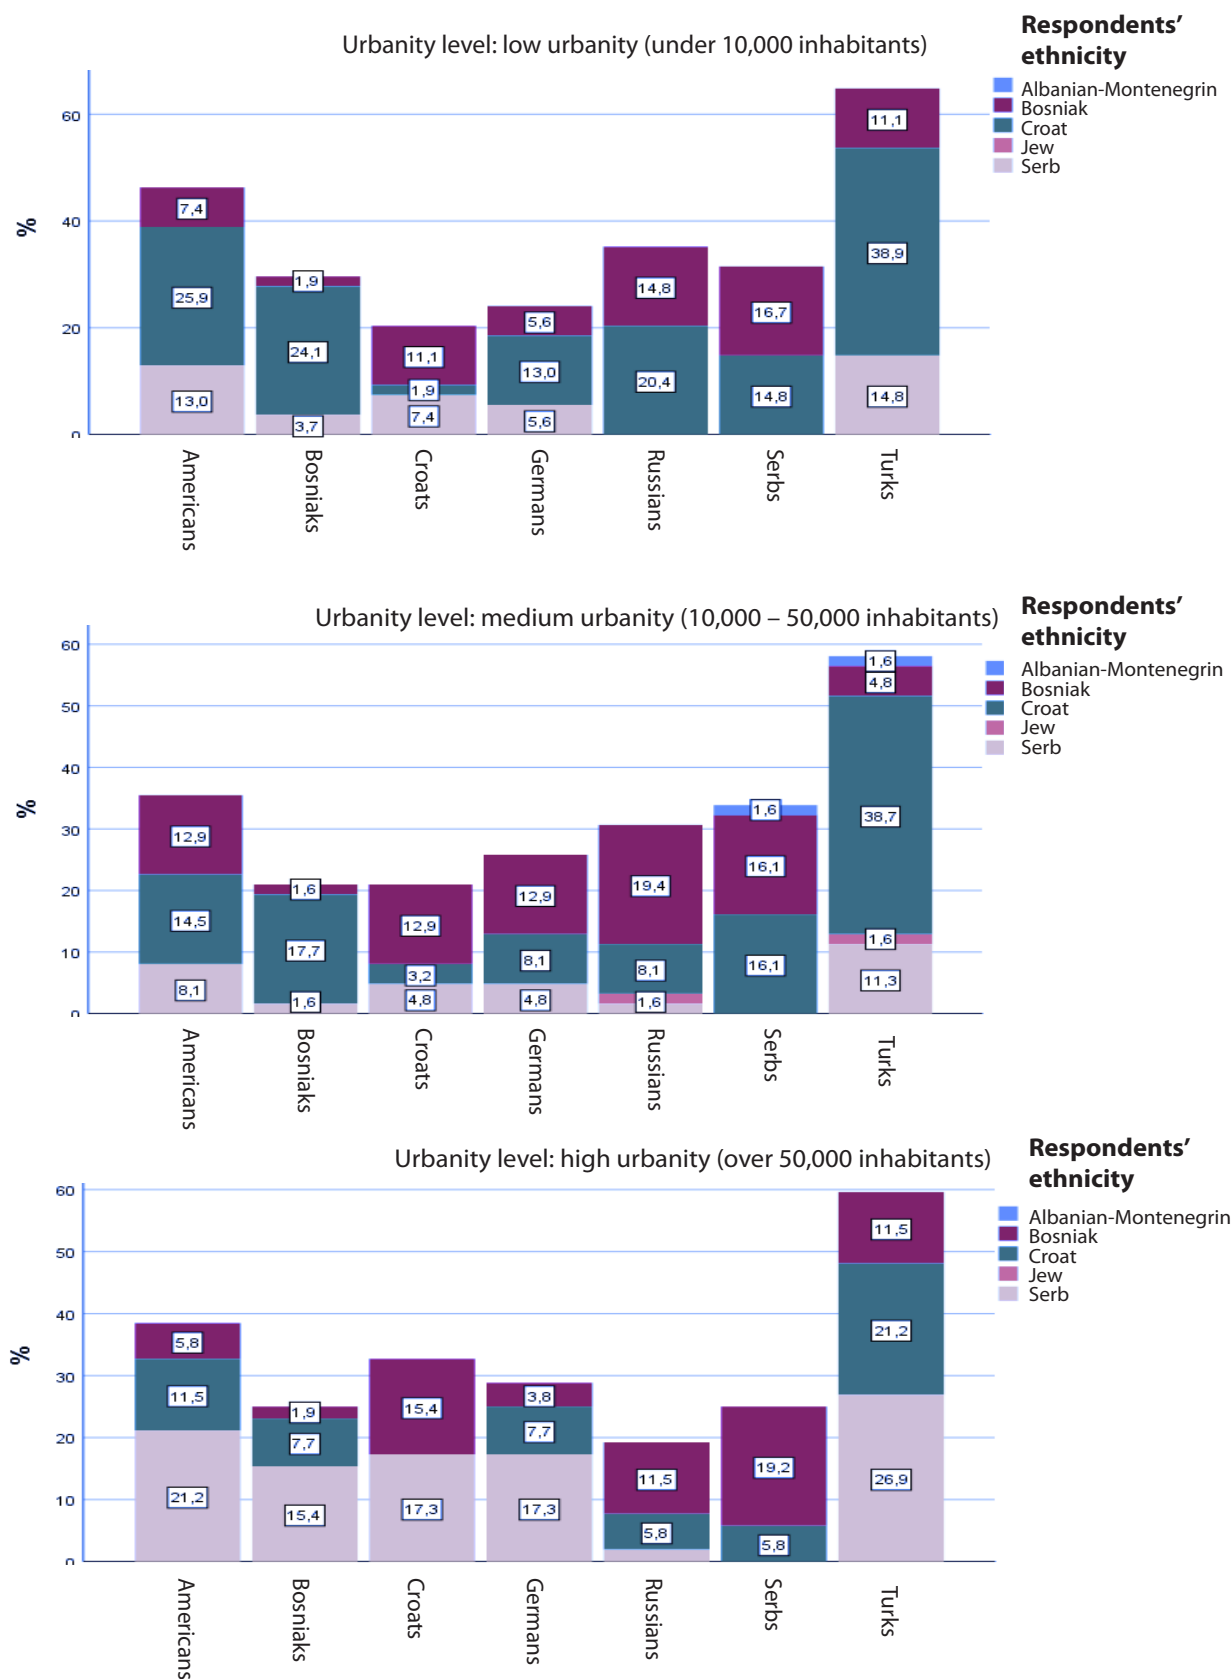 Urbanity level: low urbanity (under 10,000 inhabitants)
Respondents'
ethnicity
Albanian-Montenegrin
Bosniak
Croat
Jew
Serb
%
60
40
20
0
7,4
25,9
13,0
1,9
24,1
3,7
11,1
1,9
7,4
5,6
13,0
5,6
14,8
20,4
16,7
14,8
11,1
38,9
14,8
Americans
Bosniaks
Croats
Germans
Russians
Serbs
Turks
Urbanity level: medium urbanity (10,000 – 50,000 inhabitants)
Respondents'
ethnicity
Albanian-Montenegrin
Bosniak
Croat
Jew
Serb
%
60
50
40
30
20
10
0
12,9
14,5
8,1
1,6
17,7
1,6
12,9
3,2
4,8
12,9
8,1
4,8
19,4
8,1
1,6
1,6
16,1
16,1
1,6
4,8
38,7
1,6
11,3
Americans
Bosniaks
Croats
Germans
Russians
Serbs
Turks
Urbanity level: high urbanity (over 50,000 inhabitants)
Respondents'
ethnicity
Albanian-Montenegrin
Bosniak
Croat
Jew
Serb
%
60
50
40
30
20
10
0
5,8
11,5
21,2
1,9
7,7
15,4
15,4
17,3
3,8
7,7
17,3
11,5
5,8
19,2
5,8
11,5
21,2
26,9
Americans
Bosniaks
Croats
Germans
Russians
Serbs
Turks